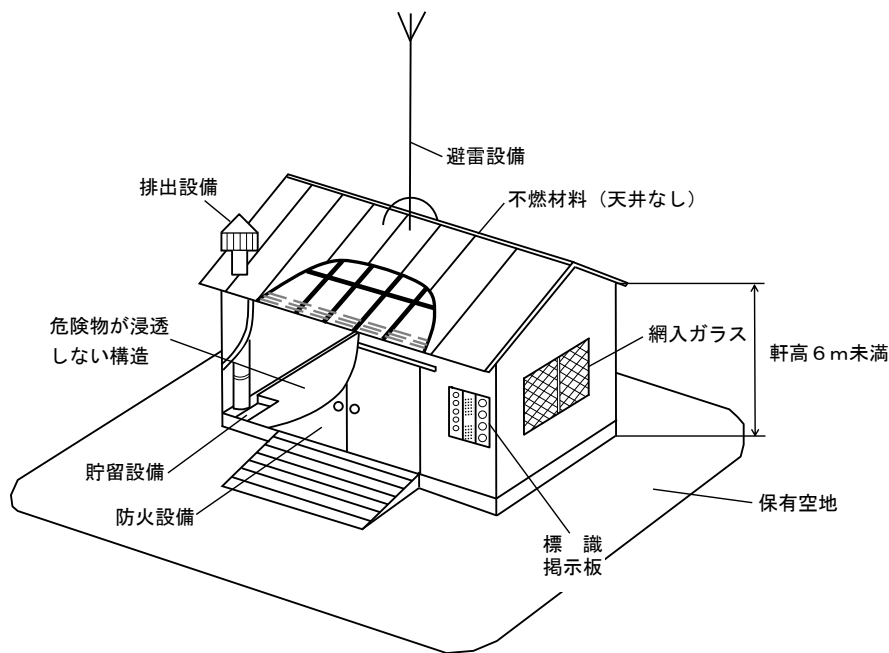 避雷設備
排出設備
不燃材料（天井なし）
危険物が浸透
しない構造
網入ガラス
軒高６ｍ未満
貯留設備
防火設備
保有空地
標　識
掲示板